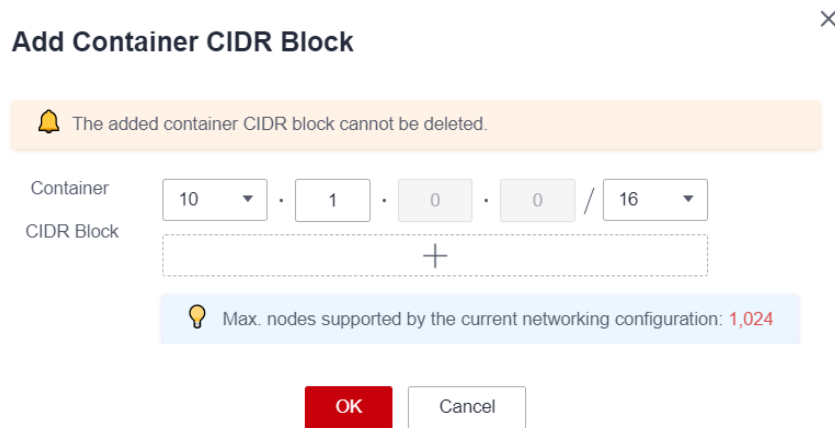 Add Container CIDR Block
The added container CIDR block cannot be deleted.
Container
CIDR Block
10 . 1 . 0 . 0 / 16
Max. nodes supported by the current networking configuration: 1,024
OK Cancel